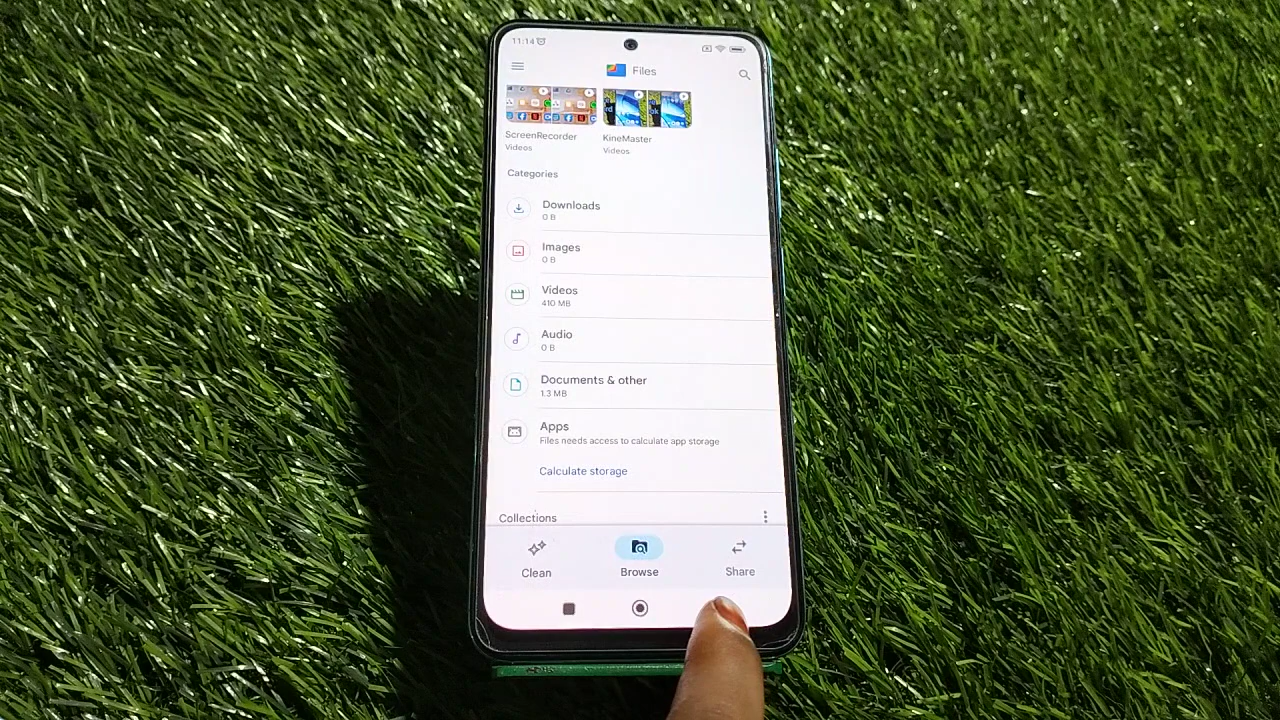 11:14
Files
ScreenRecorder
Videos
KineMaster
Videos
Categories
Downloads
0 B
Images
0 B
Videos
410 MB
Audio
0 B
Documents & other
1.3 MB
Apps
Files needs access to calculate app storage
Calculate storage
Collections
Clean
Browse
Share